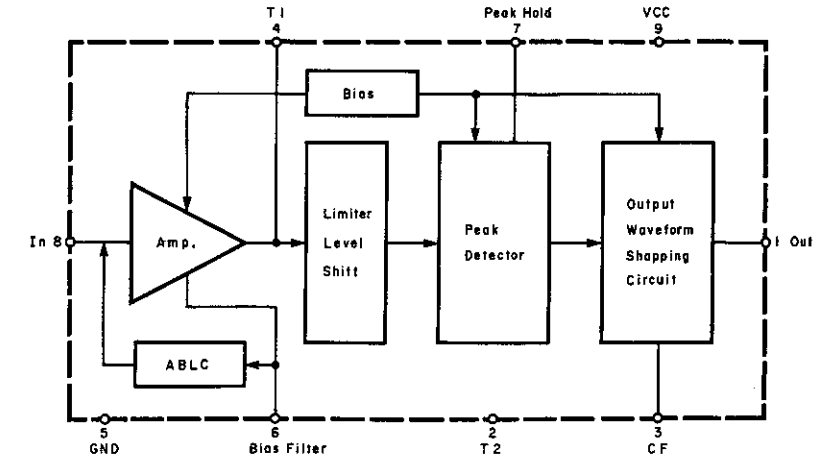 T1
4
Peak Hold
7
VCC
9
Bias
In 8
Amp.
Limiter
Level
Shift
Peak
Detector
Output
Waveform
Shapping
Circuit
1 Out
ABLC
5
GND
6
Bias Filter
2
T2
3
CF